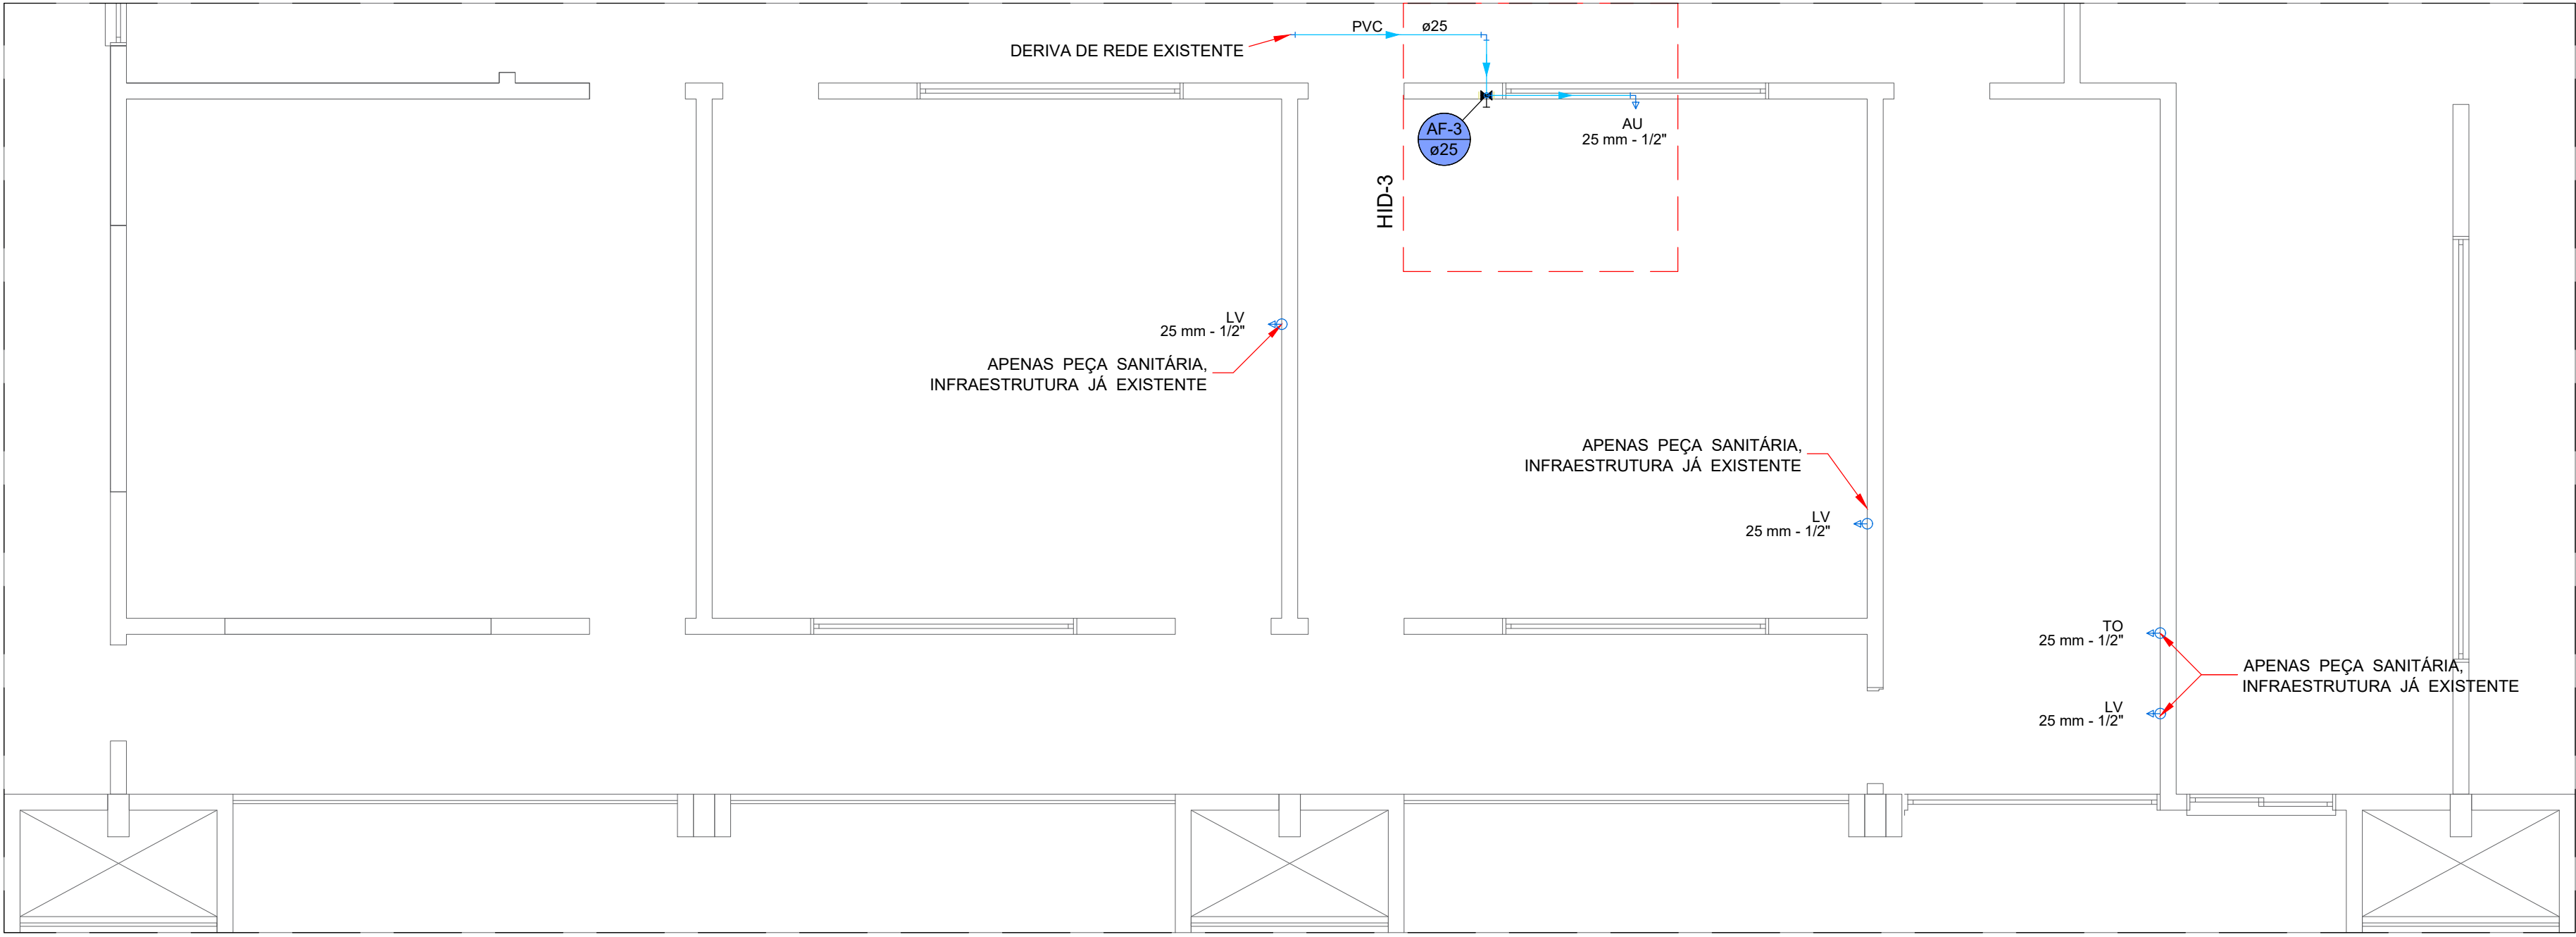 PVC
ø25
DERIVA DE REDE EXISTENTE
AF-3
ø25
AU
25 mm - 1/2"
HID-3
LV
25 mm - 1/2"
APENAS PEÇA SANITÁRIA,
INFRAESTRUTURA JÁ EXISTENTE
APENAS PEÇA SANITÁRIA,
INFRAESTRUTURA JÁ EXISTENTE
LV
25 mm - 1/2"
TO
25 mm - 1/2"
APENAS PEÇA SANITÁRIA,
INFRAESTRUTURA JÁ EXISTENTE
LV
25 mm - 1/2"